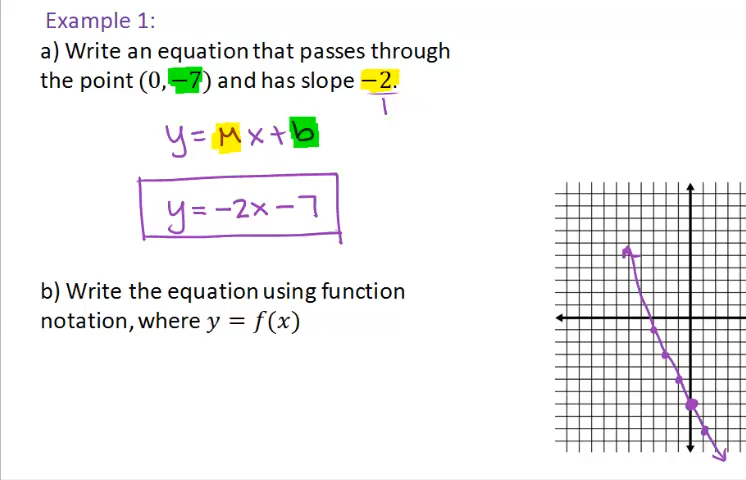 Example 1:
a) Write an equation that passes through
the point (0, −7) and has slope −2.
1
y = mx + b
y = −2x − 7
b) Write the equation using function
notation, where y = f(x)